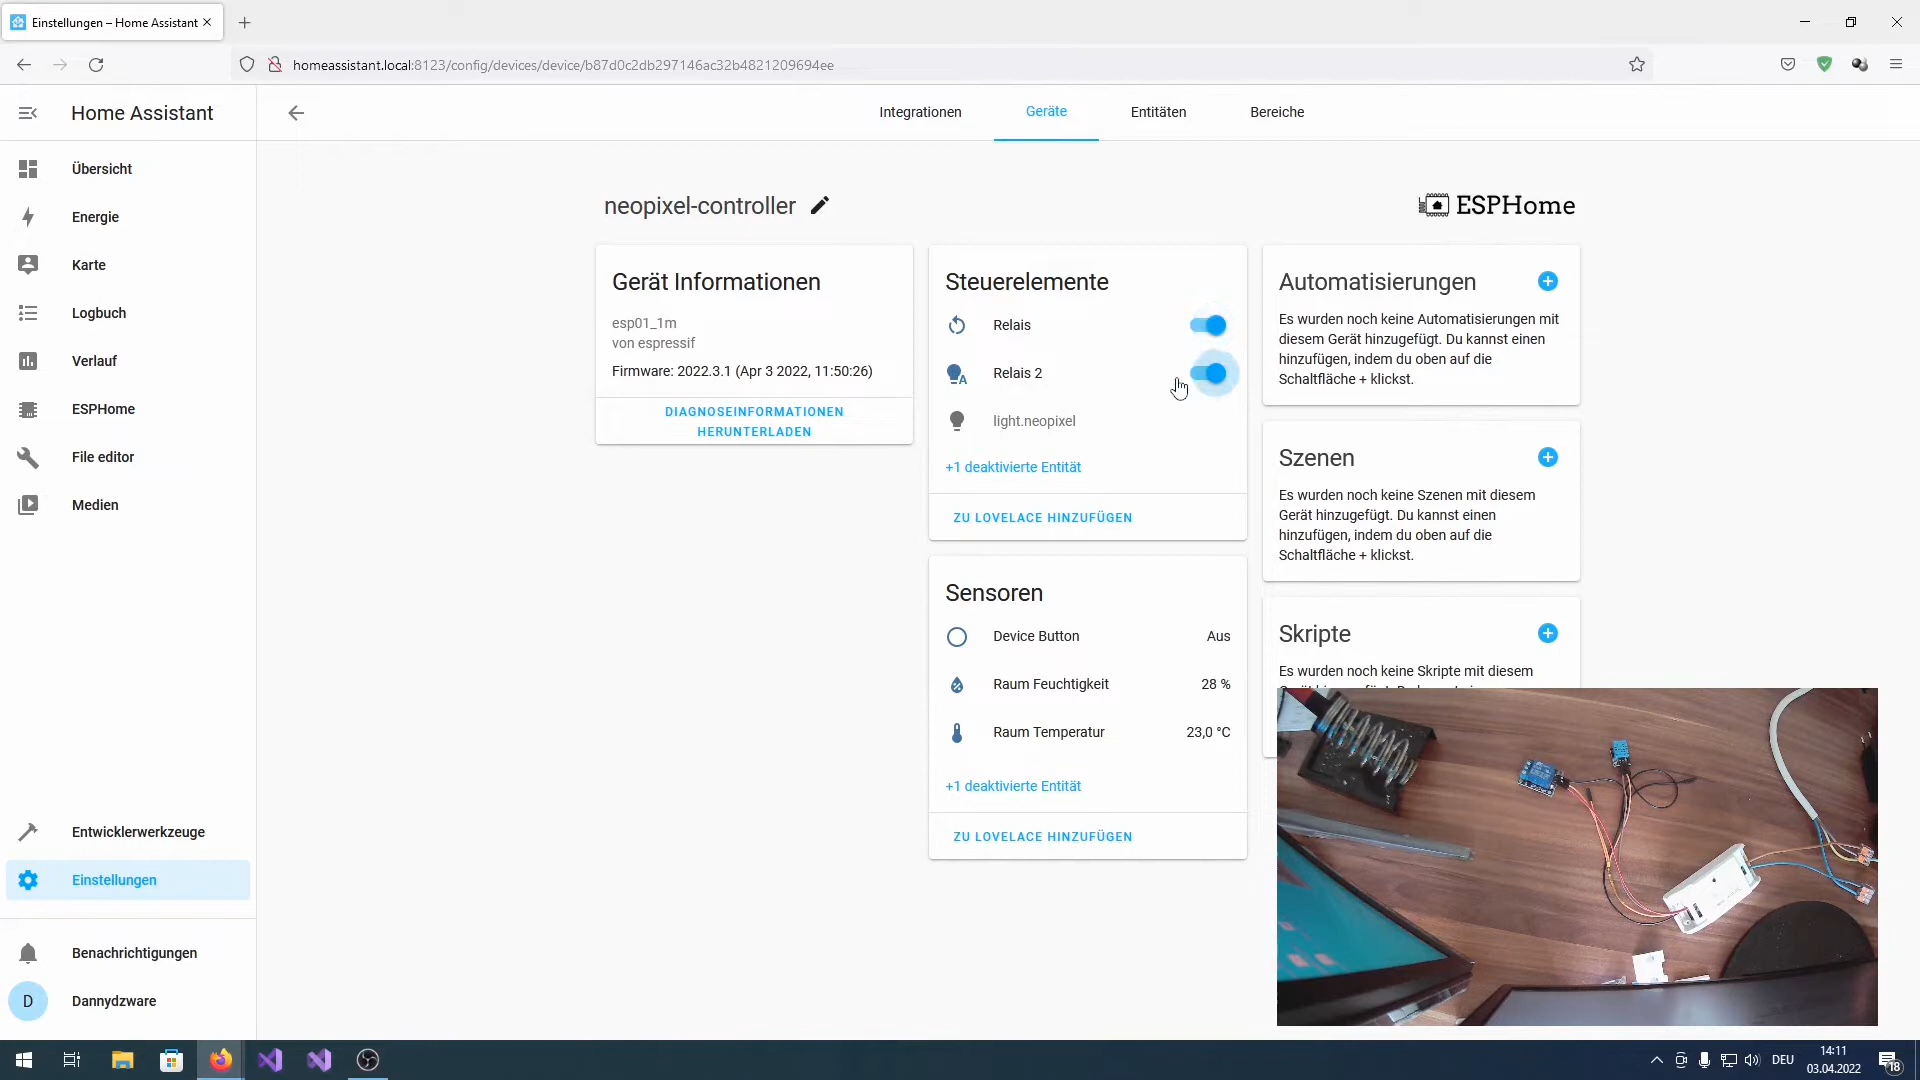 Einstellungen – Home Assistant
homeassistant.local:8123/config/devices/device/b87d0c2db297146ac32b4821209694ee
Home Assistant
Integrationen
Geräte
Entitäten
Bereiche
Übersicht
Energie
Karte
Logbuch
Verlauf
ESPHome
File editor
Medien
Entwicklerwerkzeuge
Einstellungen
Benachrichtigungen
D
Dannydzware
neopixel-controller
ESPHome
Gerät Informationen
esp01_1m
von espressif
Firmware: 2022.3.1 (Apr 3 2022, 11:50:26)
DIAGNOSEINFORMATIONEN
HERUNTERLADEN
Steuerelemente
Relais
Relais 2
light.neopixel
+1 deaktivierte Entität
ZU LOVELACE HINZUFÜGEN
Sensoren
Device Button Aus
Raum Feuchtigkeit 28 %
Raum Temperatur 23,0 °C
+1 deaktivierte Entität
ZU LOVELACE HINZUFÜGEN
Automatisierungen
Es wurden noch keine Automatisierungen mit
diesem Gerät hinzugefügt. Du kannst einen
hinzufügen, indem du oben auf die
Schaltfläche + klickst.
Szenen
Es wurden noch keine Szenen mit diesem
Gerät hinzugefügt. Du kannst einen
hinzufügen, indem du oben auf die
Schaltfläche + klickst.
Skripte
Es wurden noch keine Skripte mit diesem
DEU
14:11
03.04.2022
18